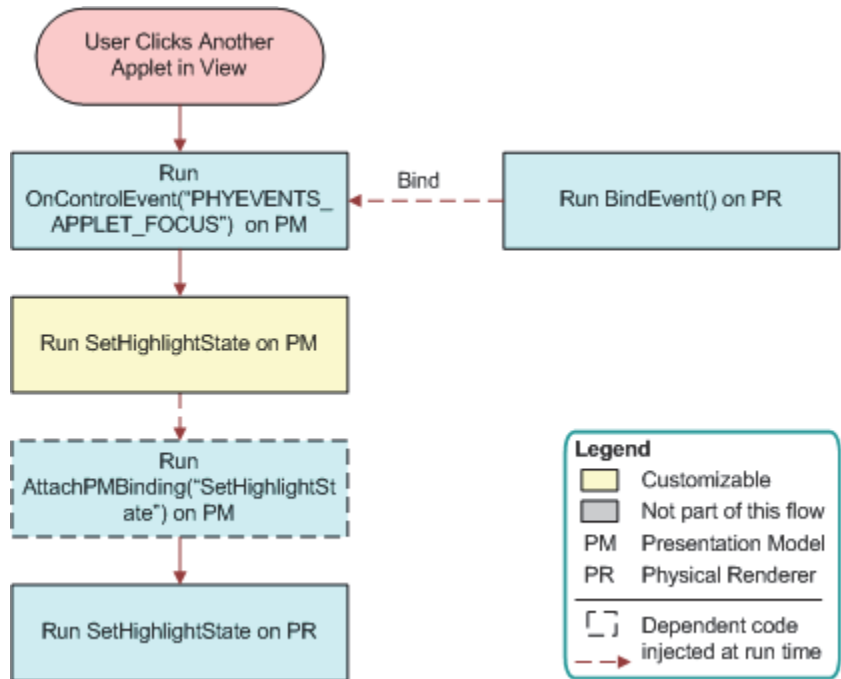 User Clicks Another
Applet in View
Run
OnControlEvent(“PHYEVENTS_
APPLET_FOCUS”) on PM
Bind
Run BindEvent() on PR
Run SetHighlightState on PM
Run
AttachPMBinding(“SetHighlightSt
ate”) on PM
Run SetHighlightState on PR
Legend
Customizable
Not part of this flow
PM Presentation Model
PR Physical Renderer
Dependent code
injected at run time